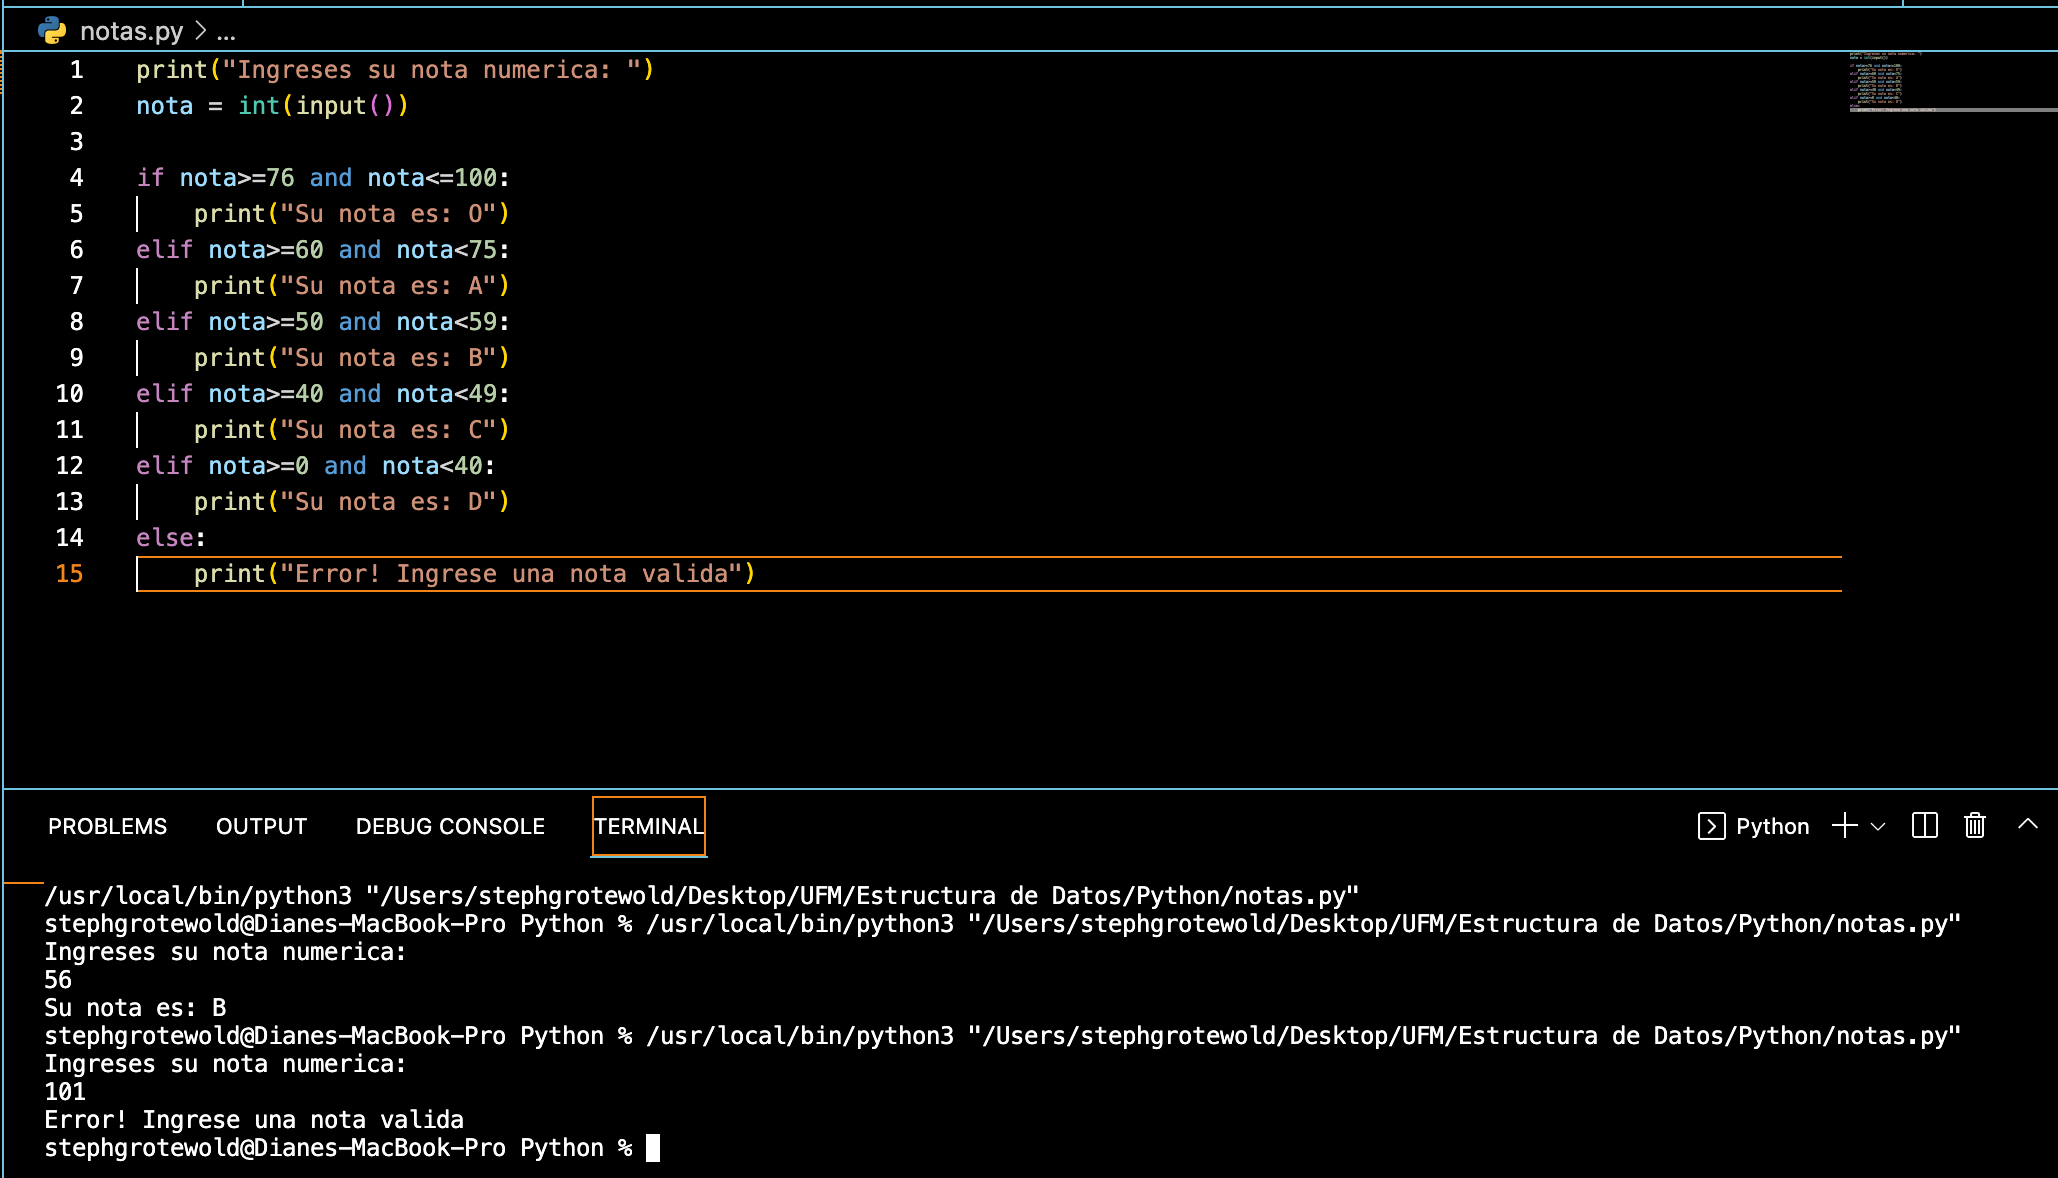 notas.py > ...
1 print("Ingreses su nota numerica: ")
2 nota = int(input())
3
4 if nota>=76 and nota<=100:
5     print("Su nota es: O")
6 elif nota>=60 and nota<75:
7     print("Su nota es: A")
8 elif nota>=50 and nota<59:
9     print("Su nota es: B")
10 elif nota>=40 and nota<49:
11     print("Su nota es: C")
12 elif nota>=0 and nota<40:
13     print("Su nota es: D")
14 else:
15     print("Error! Ingrese una nota valida")
PROBLEMS OUTPUT DEBUG CONSOLE TERMINAL Python
/usr/local/bin/python3 "/Users/stephgrotewold/Desktop/UFM/Estructura de Datos/Python/notas.py"
stephgrotewold@Dianes-MacBook-Pro Python % /usr/local/bin/python3 "/Users/stephgrotewold/Desktop/UFM/Estructura de Datos/Python/notas.py"
Ingreses su nota numerica:
56
Su nota es: B
stephgrotewold@Dianes-MacBook-Pro Python % /usr/local/bin/python3 "/Users/stephgrotewold/Desktop/UFM/Estructura de Datos/Python/notas.py"
Ingreses su nota numerica:
101
Error! Ingrese una nota valida
stephgrotewold@Dianes-MacBook-Pro Python %